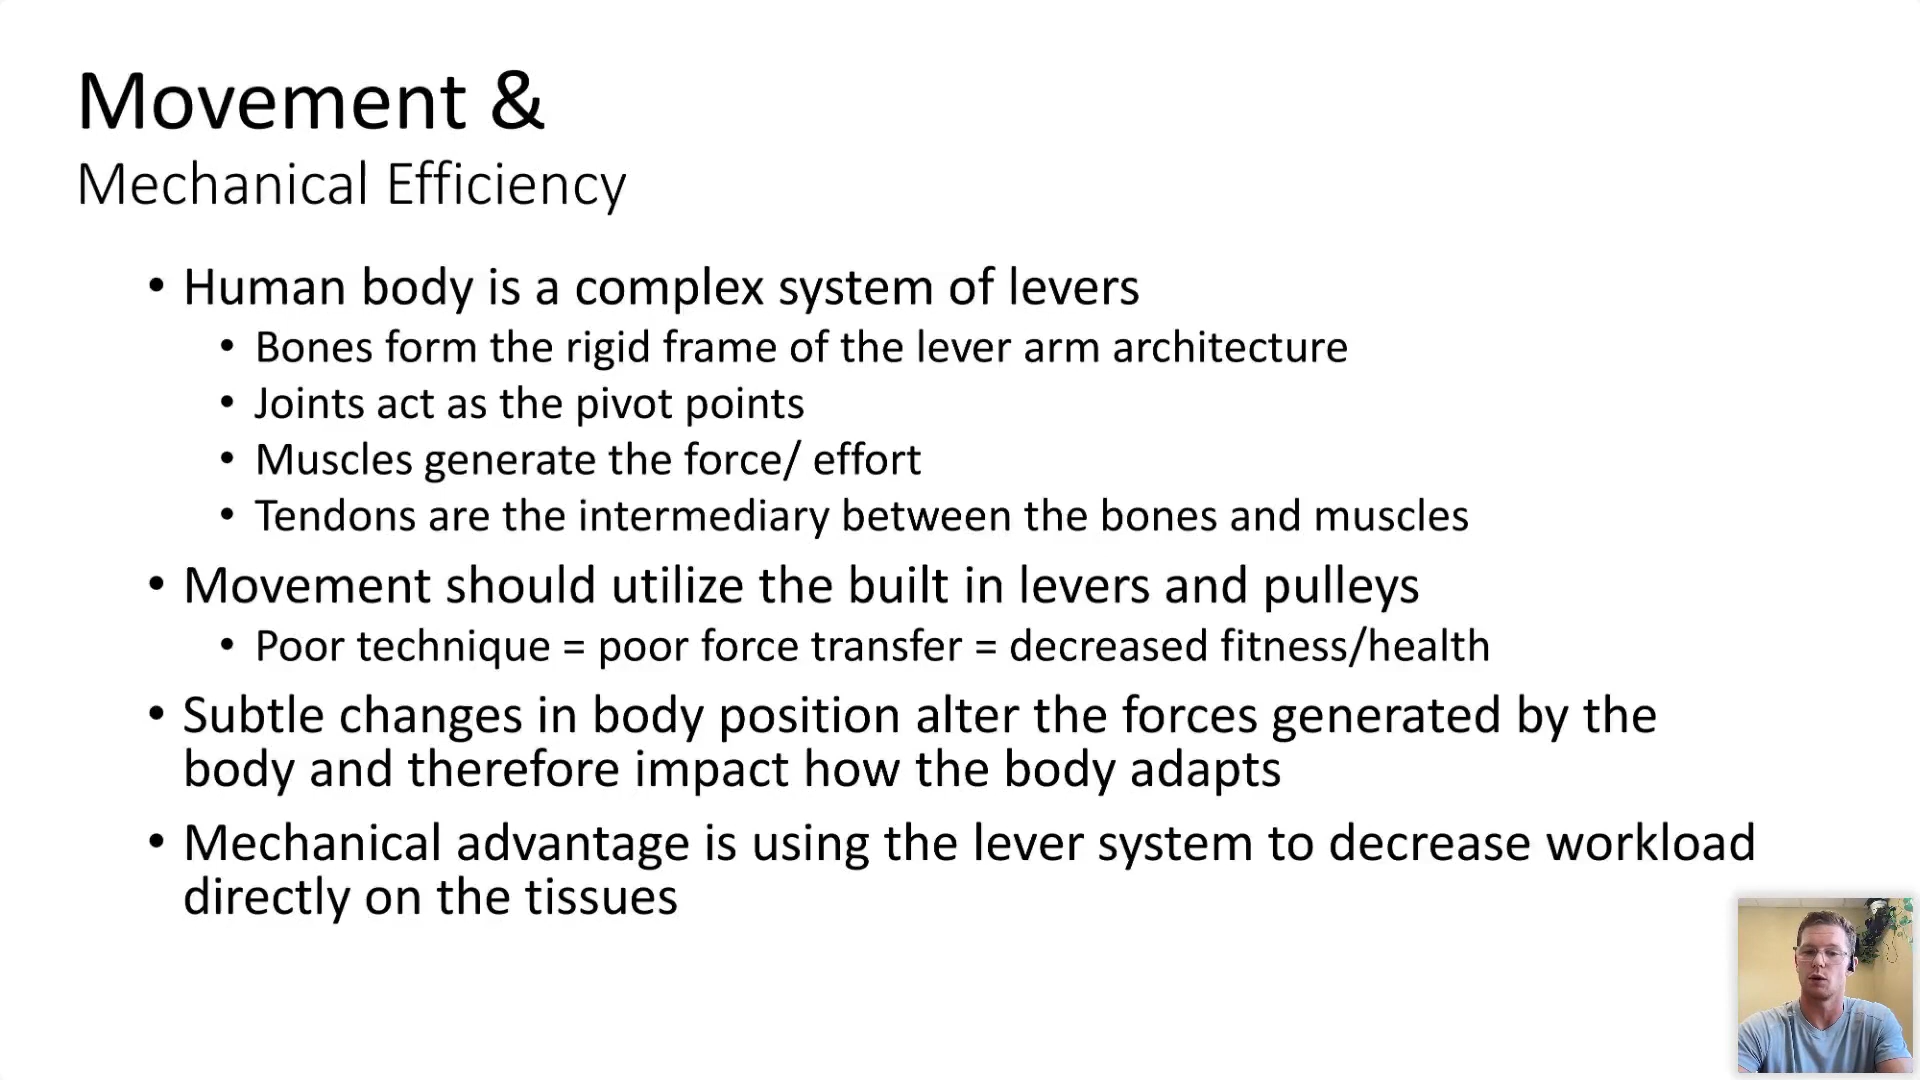 Movement &
Mechanical Efficiency
• Human body is a complex system of levers
• Bones form the rigid frame of the lever arm architecture
• Joints act as the pivot points
• Muscles generate the force/ effort
• Tendons are the intermediary between the bones and muscles
• Movement should utilize the built in levers and pulleys
• Poor technique = poor force transfer = decreased fitness/health
• Subtle changes in body position alter the forces generated by the
body and therefore impact how the body adapts
• Mechanical advantage is using the lever system to decrease workload
directly on the tissues